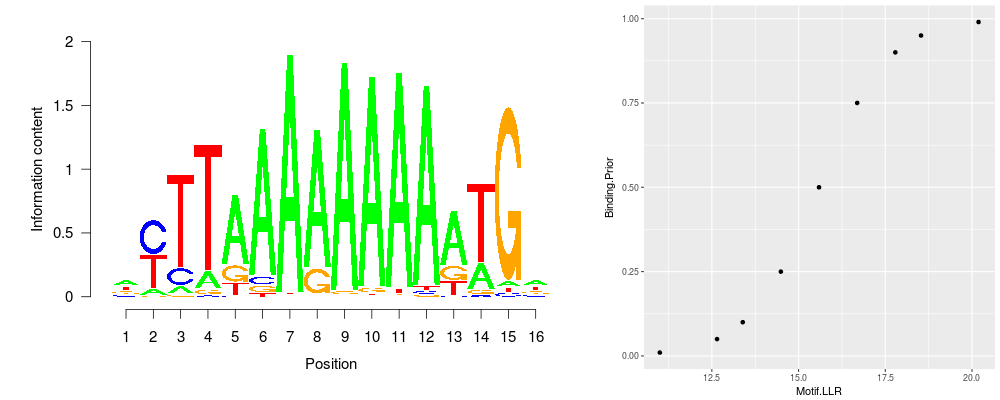 Information content
2
1.5
1
0.5
0
C T T A A A A A A A A A T G
T C A G C G G A A
1 2 3 4 5 6 7 8 9 10 11 12 13 14 15 16
Position
Binding.Prior
1.00
0.75
0.50
0.25
0.00
12.5 15.0 17.5 20.0
Motif.LLR